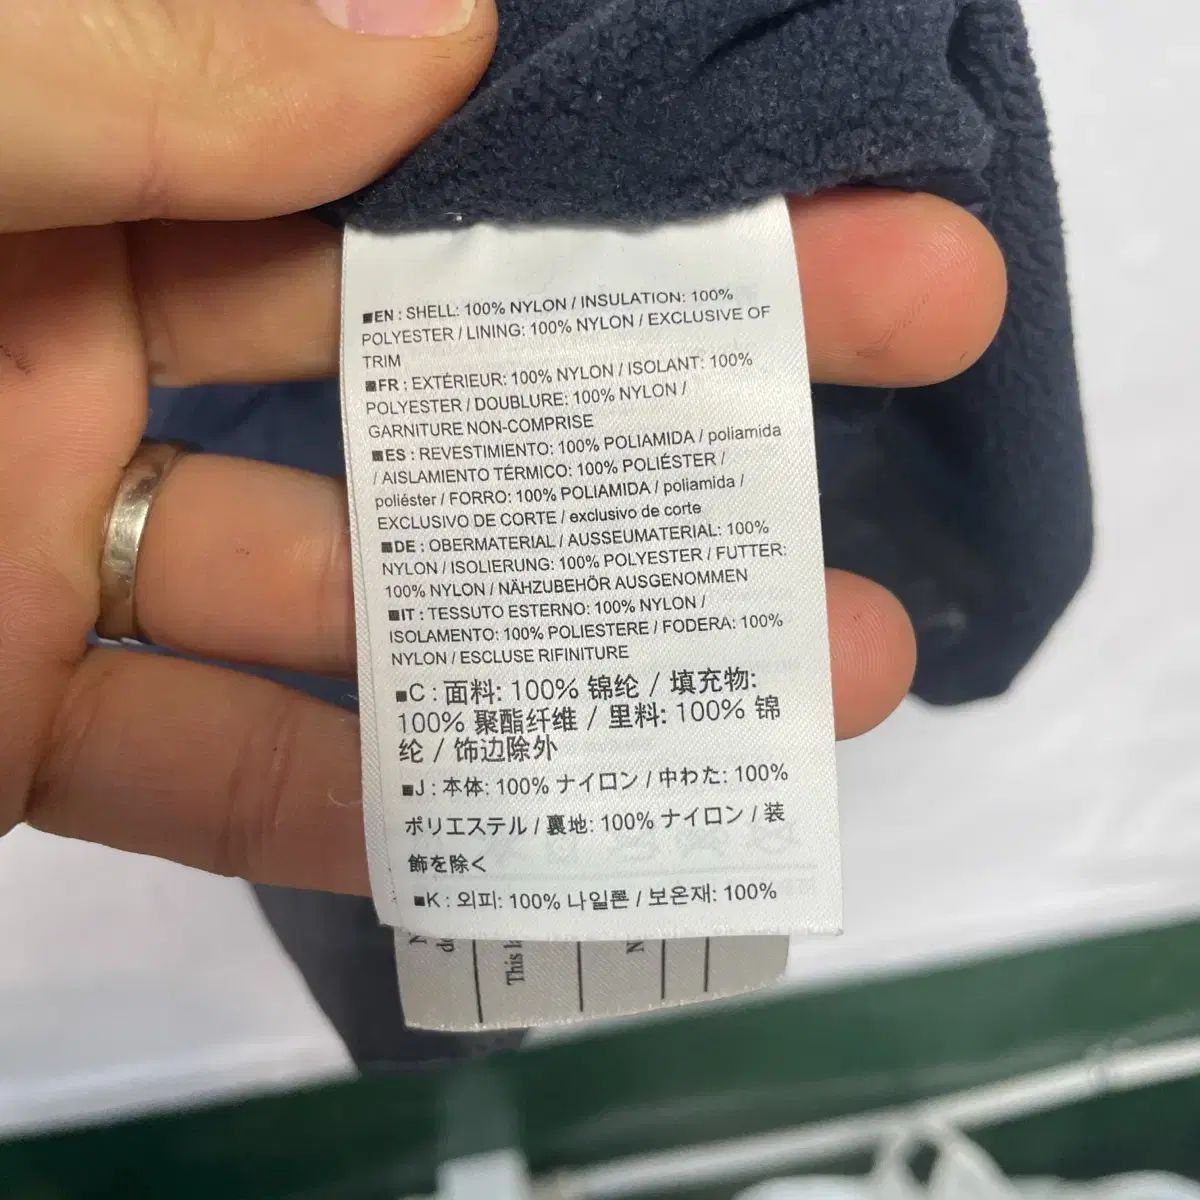 ■EN : SHELL: 100% NYLON / INSULATION: 100%
POLYESTER / LINING: 100% NYLON / EXCLUSIVE OF
TRIM
■FR : EXTÉRIEUR: 100% NYLON / ISOLANT: 100%
POLYESTER / DOUBLURE: 100% NYLON /
GARNITURE NON-COMPRISE
■ES : REVESTIMIENTO: 100% POLIAMIDA / poliamida
/ AISLAMIENTO TÉRMICO: 100% POLIÉSTER /
poliéster / FORRO: 100% POLIAMIDA / poliamida /
EXCLUSIVO DE CORTE / exclusivo de corte
■DE : OBERMATERIAL / AUSSEUMATERIAL: 100%
NYLON / ISOLIERUNG: 100% POLYESTER / FUTTER:
100% NYLON / NÄHZUBEHÖR AUSGENOMMEN
■IT : TESSUTO ESTERNO: 100% NYLON /
ISOLAMENTO: 100% POLIESTERE / FODERA: 100%
NYLON / ESCLUSE RIFINITURE
■C : 面料: 100% 锦纶 / 填充物:
100% 聚酯纤维 / 里料: 100% 锦
纶 / 饰边除外
■J : 本体: 100% ナイロン / 中わた: 100%
ポリエステル / 裏地: 100% ナイロン / 装
飾を除く
■K : 외피: 100% 나일론 / 보온재: 100%
This